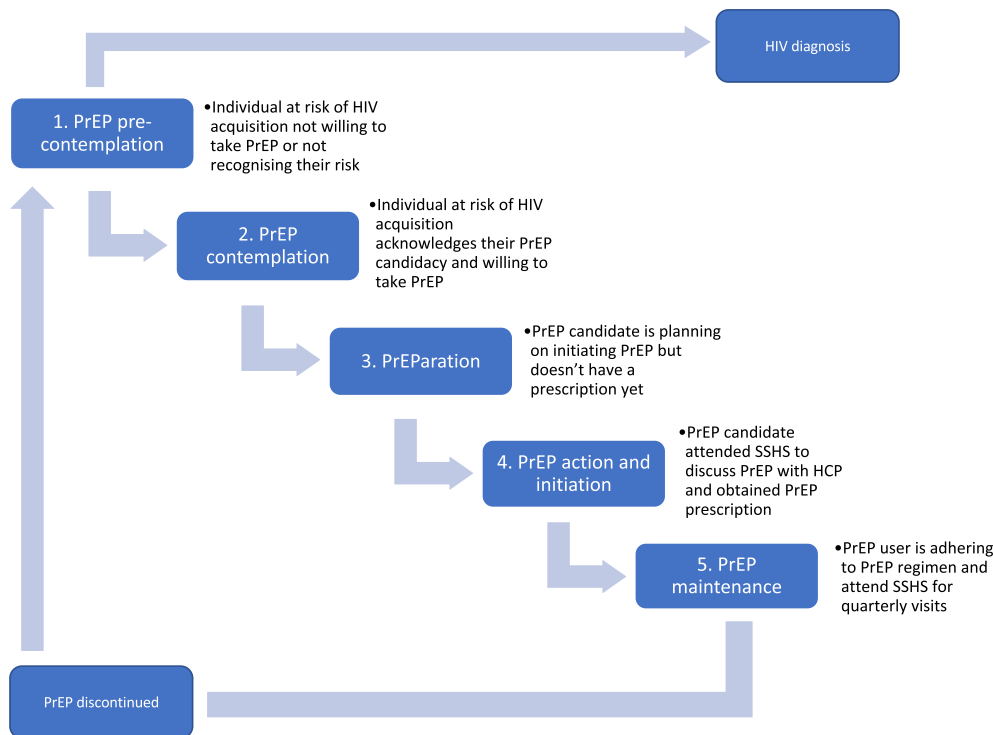 HIV diagnosis
1. PrEP pre-
contemplation
•Individual at risk of HIV
acquisition not willing to
take PrEP or not
recognising their risk
2. PrEP
contemplation
•Individual at risk of HIV
acquisition
acknowledges their PrEP
candidacy and willing to
take PrEP
3. PrEParation
•PrEP candidate is planning
on initiating PrEP but
doesn’t have a
prescription yet
4. PrEP action and
initiation
•PrEP candidate
attended SSHS to
discuss PrEP with HCP
and obtained PrEP
prescription
5. PrEP
maintenance
•PrEP user is adhering
to PrEP regimen and
attend SSHS for
quarterly visits
PrEP discontinued